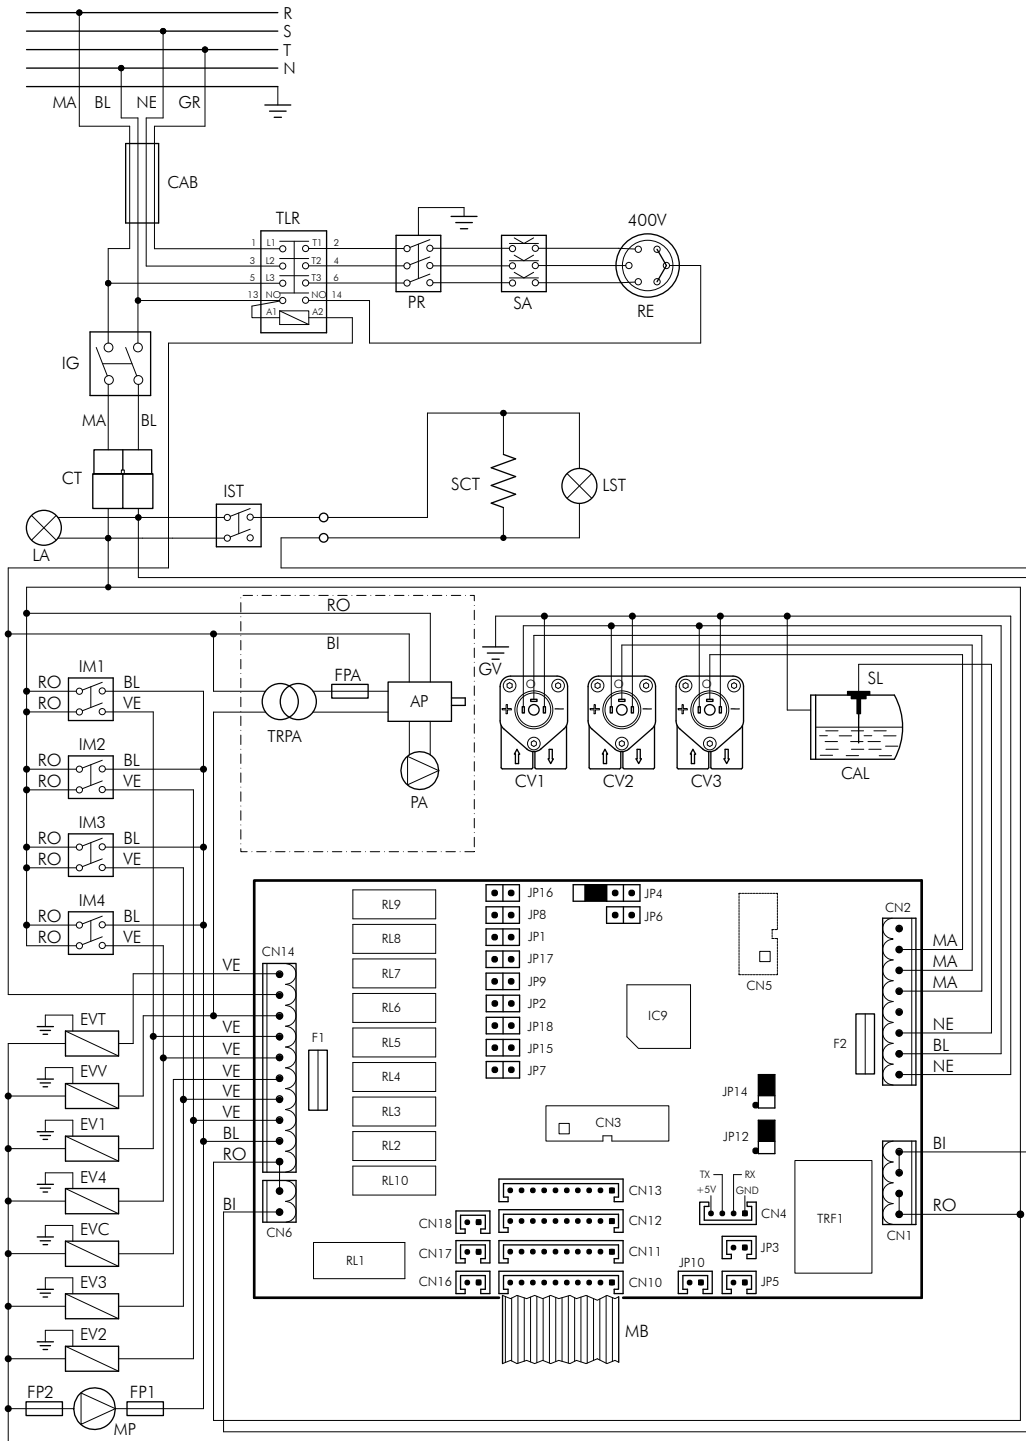 R
S
T
N
MA BL NE GR
CAB
TLR
400V
1 L1 T1 2
3 L2 T2 4
5 L3 T3 6
13 NO NO 14
A1 A2
PR
SA
RE
IG
MA BL
CT
IST
SCT
LST
LA
RO
BI
FPA
AP
TRPA
PA
GV
CV1
CV2
CV3
SL
CAL
IM1
RO BL
RO VE
IM2
RO BL
RO VE
IM3
RO BL
RO VE
IM4
RO BL
RO VE
CN14
VE
VE
VE
VE
VE
VE
BL
RO
BI
CN6
F1
EVT
EVV
EV1
EV4
EVC
EV3
EV2
FP2
FP1
MP
RL9
RL8
RL7
RL6
RL5
RL4
RL3
RL2
RL10
RL1
JP16
JP8
JP1
JP17
JP9
JP2
JP18
JP15
JP7
JP4
JP6
CN5
IC9
F2
CN2
MA
MA
MA
NE
BL
NE
JP14
JP12
CN3
TX RX
+5V GND
CN4
TRF1
BI
RO
CN1
CN13
CN18
CN12
CN17
CN11
JP3
CN16
CN10
JP10
JP5
MB